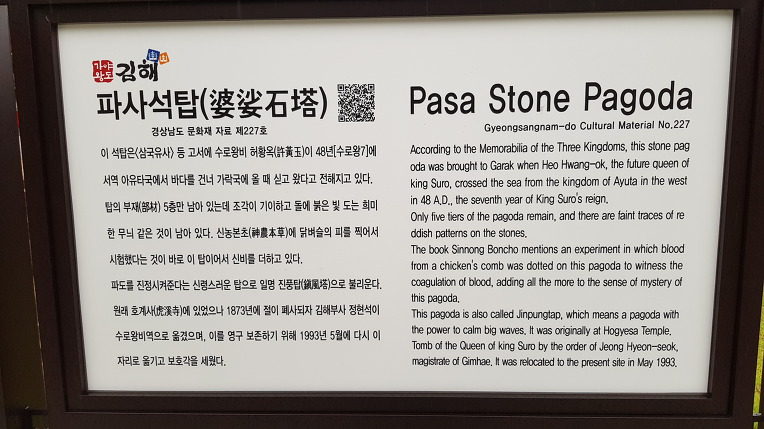 가야
왕도
김해
파사석탑(婆娑石塔)
경상남도 문화재 자료 제227호
이 석탑은<삼국유사> 등 고서에 수로왕비 허황옥(許黃玉)이 48년[수로왕7]에
서역 아유타국에서 바다를 건너 가락국에 올 때 싣고 왔다고 전해지고 있다.
탑의 부재(部材) 5층만 남아 있는데 조각이 기이하고 돌에 붉은 빛 도는 희미
한 무늬 같은 것이 남아 있다. 신농본초(神農本草)에 닭벼슬의 피를 찍어서
시험했다는 것이 바로 이 탑이어서 신비를 더하고 있다.
파도를 진정시켜준다는 신령스러운 탑으로 일명 진풍탑(鎭風塔)으로 불리운다.
원래 호계사(虎溪寺)에 있었으나 1873년에 절이 폐사되자 김해부사 정현석이
수로왕비역으로 옮겼으며, 이를 영구 보존하기 위해 1993년 5월에 다시 이
자리로 옮기고 보호각을 세웠다.
Pasa Stone Pagoda
Gyeongsangnam-do Cultural Material No.227
According to the Memorabilia of the Three Kingdoms, this stone pag
oda was brought to Garak when Heo Hwang-ok, the future queen of
king Suro, crossed the sea from the kingdom of Ayuta in the west
in 48 A.D., the seventh year of King Suro's reign.
Only five tiers of the pagoda remain, and there are faint traces of re
ddish patterns on the stones.
The book Sinnong Boncho mentions an experiment in which blood
from a chicken's comb was dotted on this pagoda to witness the
coagulation of blood, adding all the more to the sense of mystery of
this pagoda.
This pagoda is also called Jinpungtap, which means a pagoda with
the power to calm big waves. It was originally at Hogyesa Temple.
Tomb of the Queen of king Suro by the order of Jeong Hyeon-seok,
magistrate of Gimhae. It was relocated to the present site in May 1993.